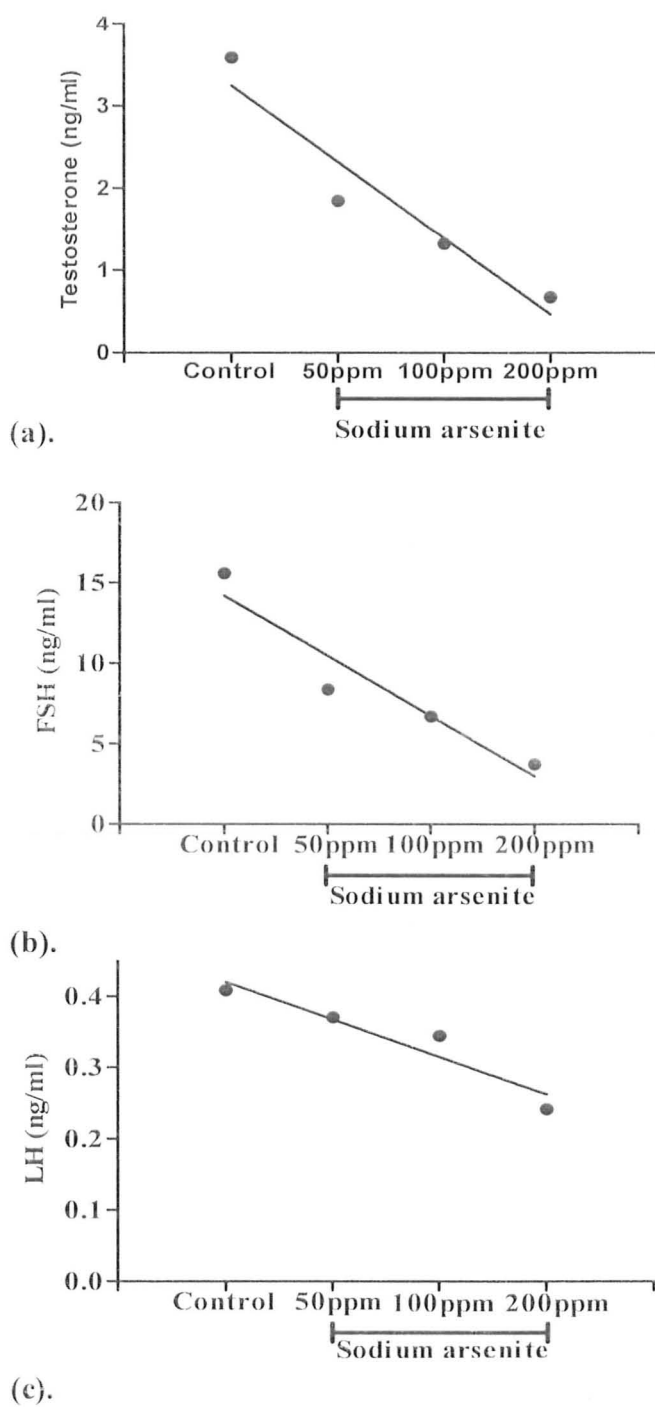 4
3
2
1
0
Testosterone (ng/ml)
Control 50ppm 100ppm 200ppm
Sodium arsenite
(a).
20
15
10
5
0
FSH (ng/ml)
Control 50ppm 100ppm 200ppm
Sodium arsenite
(b).
0.4
0.3
0.2
0.1
0.0
LH (ng/ml)
Control 50ppm 100ppm 200ppm
Sodium arsenite
(c).